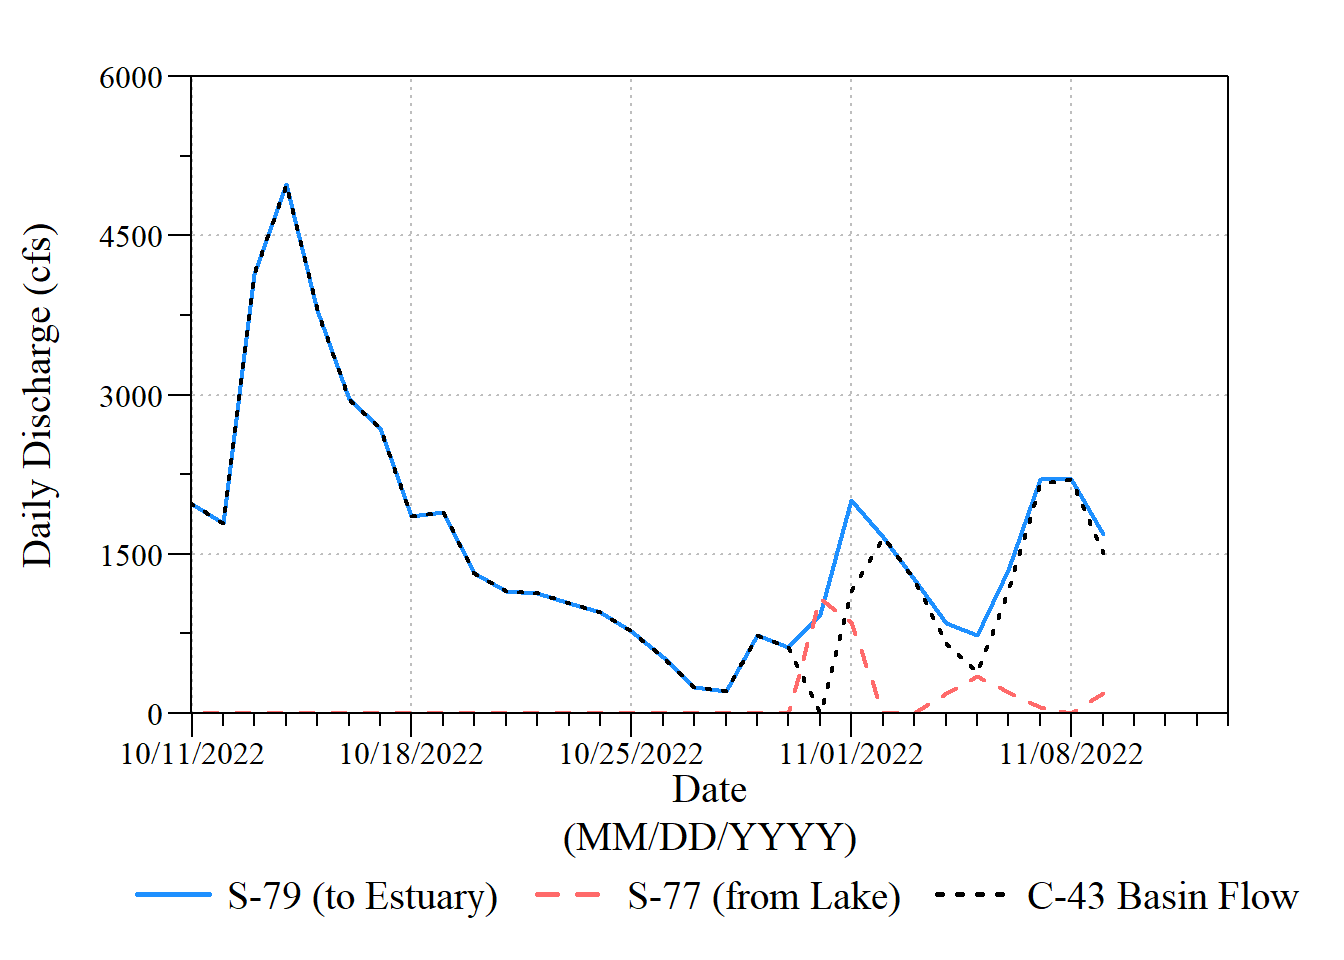 6000
4500
3000
1500
0
Daily Discharge (cfs)
10/11/2022 10/18/2022 10/25/2022 11/01/2022 11/08/2022
Date
(MM/DD/YYYY)
S-79 (to Estuary) S-77 (from Lake) C-43 Basin Flow